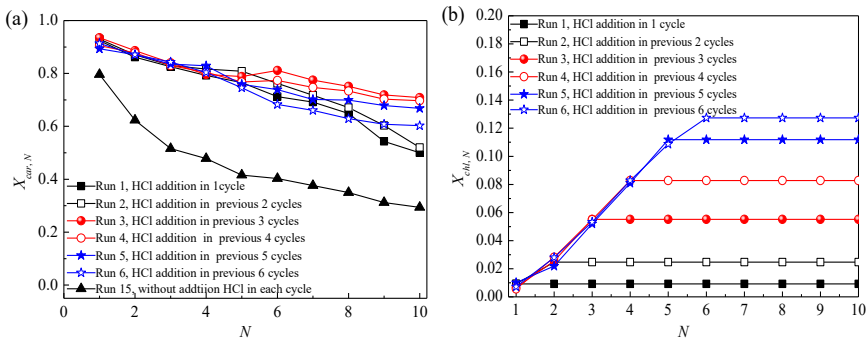 (a)
1.0
0.8
0.6
0.4
0.2
0.0
X_car, N
Run 1, HCl addition in 1cycle
Run 2, HCl addition in previous 2 cycles
Run 3, HCl addition in previous 3 cycles
Run 4, HCl addition in previous 4 cycles
Run 5, HCl addition in previous 5 cycles
Run 6, HCl addition in previous 6 cycles
Run 15, without addtiion HCl in each cycle
0 2 4 6 8 10
N
(b)
0.20
0.18
0.16
0.14
0.12
0.10
0.08
0.06
0.04
0.02
0.00
X_chl, N
Run 1, HCl addition in 1 cycle
Run 2, HCl addition in previous 2 cycles
Run 3, HCl addition in previous 3 cycles
Run 4, HCl addition in previous 4 cycles
Run 5, HCl addition in previous 5 cycles
Run 6, HCl addition in previous 6 cycles
1 2 3 4 5 6 7 8 9 10
N